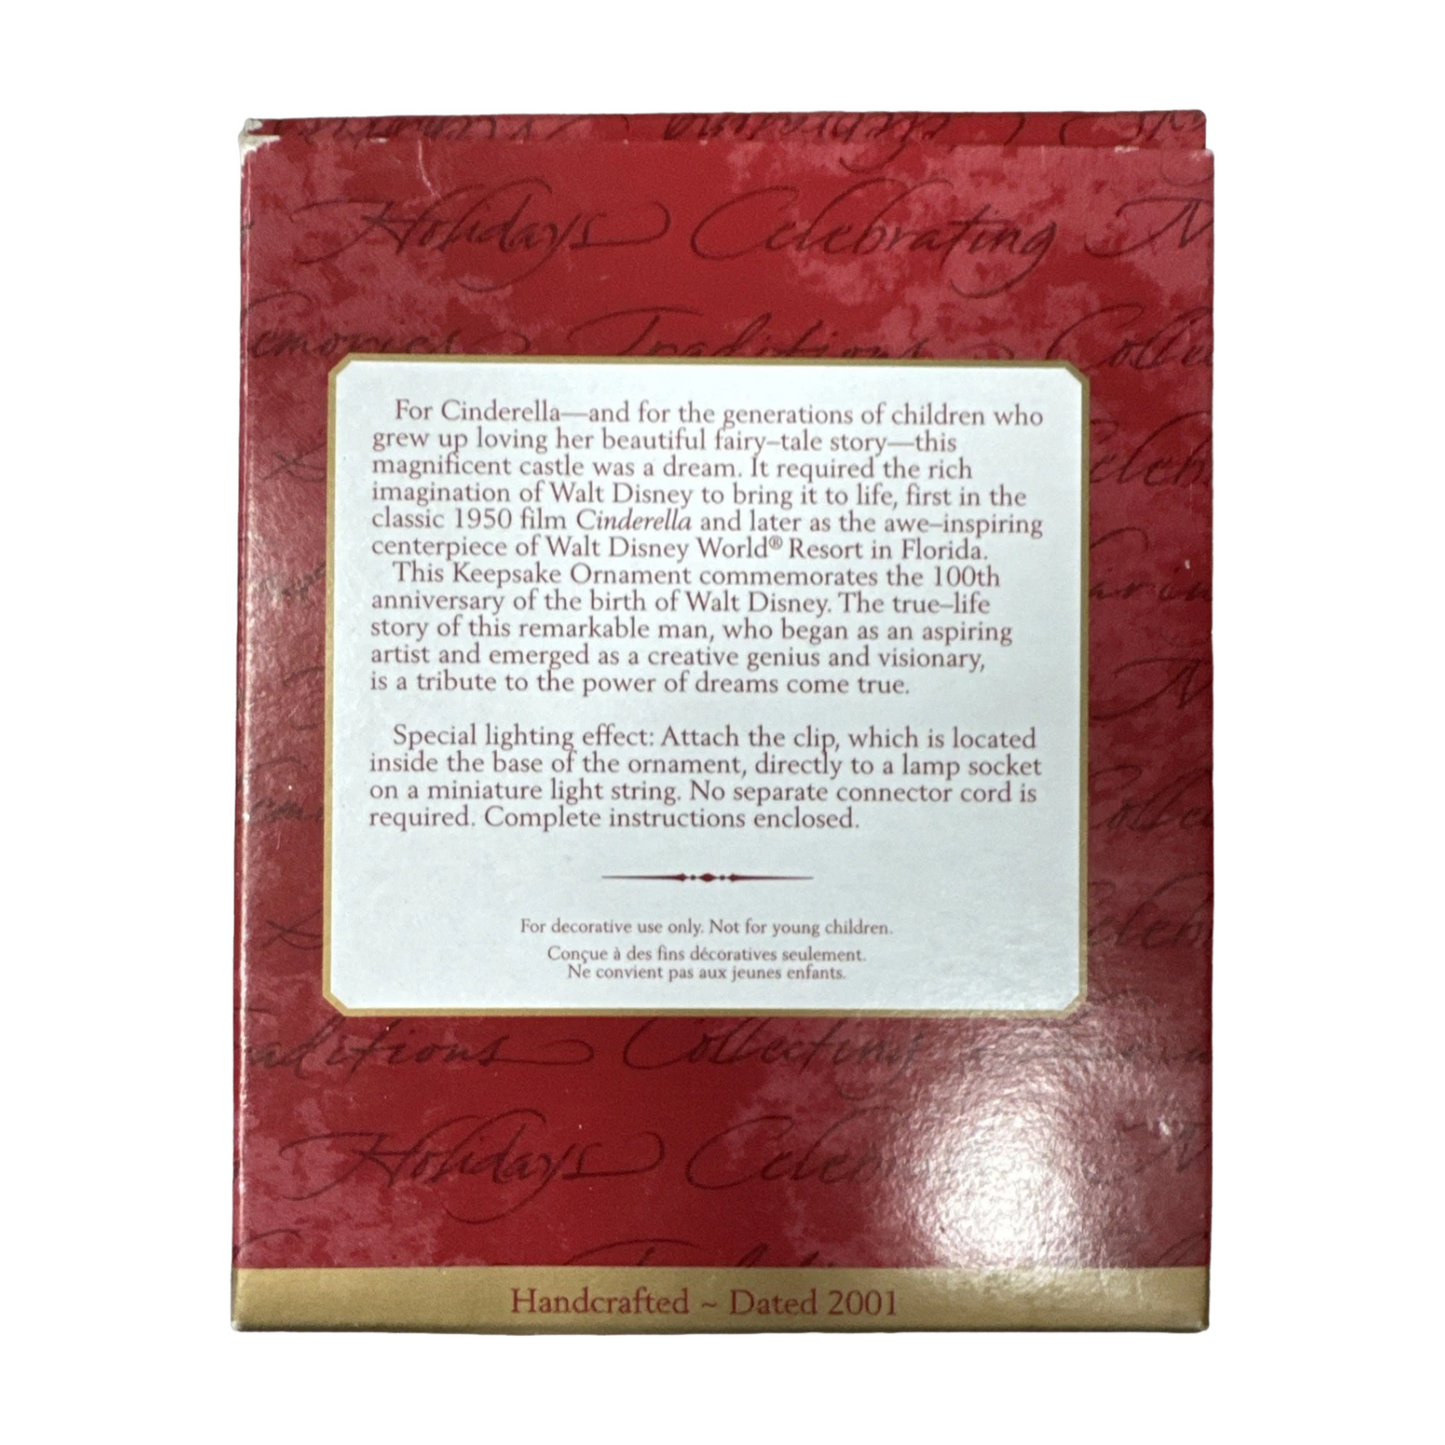 Holidays Celebrating
Traditions
For Cinderella—and for the generations of children who
grew up loving her beautiful fairy–tale story—this
magnificent castle was a dream. It required the rich
imagination of Walt Disney to bring it to life, first in the
classic 1950 film Cinderella and later as the awe–inspiring
centerpiece of Walt Disney World® Resort in Florida.
This Keepsake Ornament commemorates the 100th
anniversary of the birth of Walt Disney. The true–life
story of this remarkable man, who began as an aspiring
artist and emerged as a creative genius and visionary,
is a tribute to the power of dreams come true.
Special lighting effect: Attach the clip, which is located
inside the base of the ornament, directly to a lamp socket
on a miniature light string. No separate connector cord is
required. Complete instructions enclosed.
For decorative use only. Not for young children.
Conçue à des fins décoratives seulement.
Ne convient pas aux jeunes enfants.
Holidays
Handcrafted ~ Dated 2001